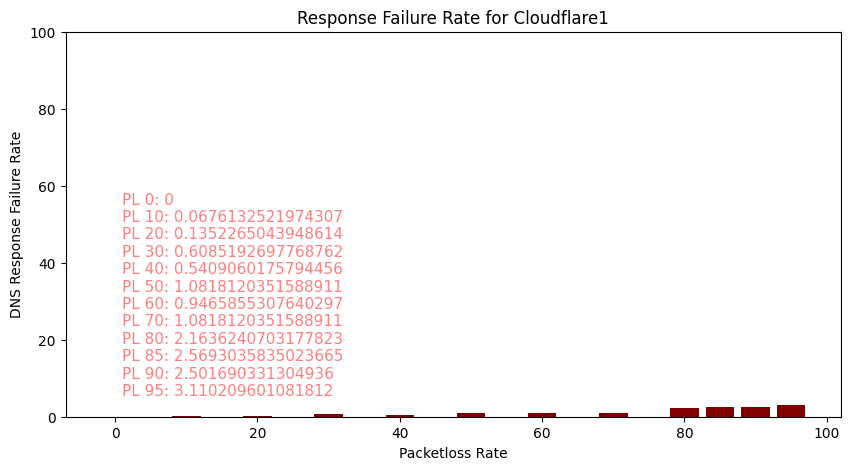 Response Failure Rate for Cloudflare1
100
80
60
40
20
0
DNS Response Failure Rate
PL 0: 0
PL 10: 0.0676132521974307
PL 20: 0.1352265043948614
PL 30: 0.6085192697768762
PL 40: 0.5409060175794456
PL 50: 1.0818120351588911
PL 60: 0.9465855307640297
PL 70: 1.0818120351588911
PL 80: 2.1636240703177823
PL 85: 2.5693035835023665
PL 90: 2.501690331304936
PL 95: 3.110209601081812
0 20 40 60 80 100
Packetloss Rate